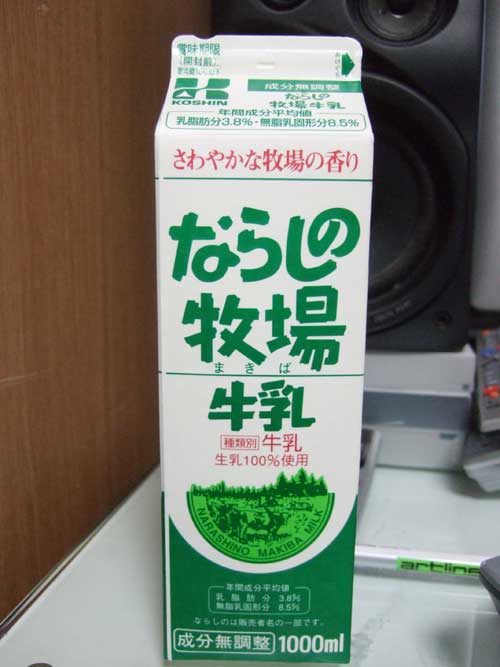 賞味期限
(開封前)
成分無調整
ならしの
牧場牛乳
KOSHIN
年間成分平均値
乳脂肪分3.8%・無脂乳固形分8.5%
さわやかな牧場の香り
ならしの
牧場
まきば
牛乳
種類別 牛乳
生乳100%使用
NARASHINO MAKIBA MILK
年間成分平均値
乳脂肪分 3.8%
無脂乳固形分 8.5%
ならしのは販売者名の一部です。
成分無調整 1000ml
artline